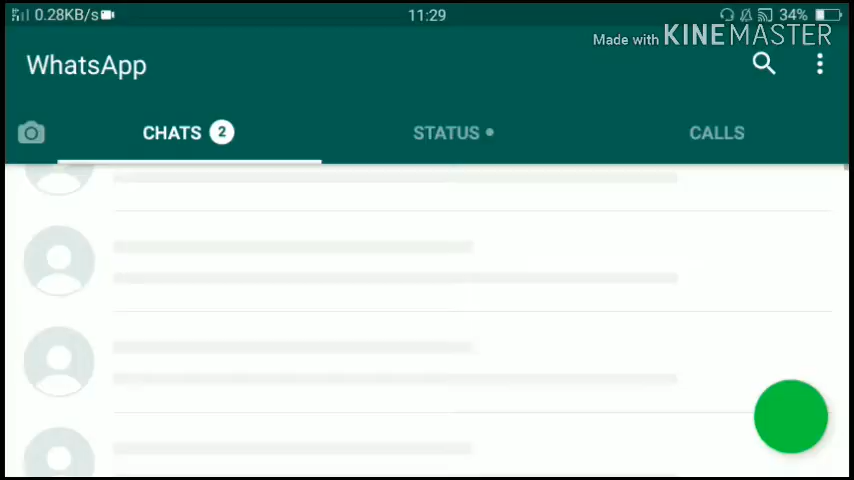 0.28KB/s 11:29 34%
Made with KINEMASTER
WhatsApp
CHATS 2 STATUS CALLS